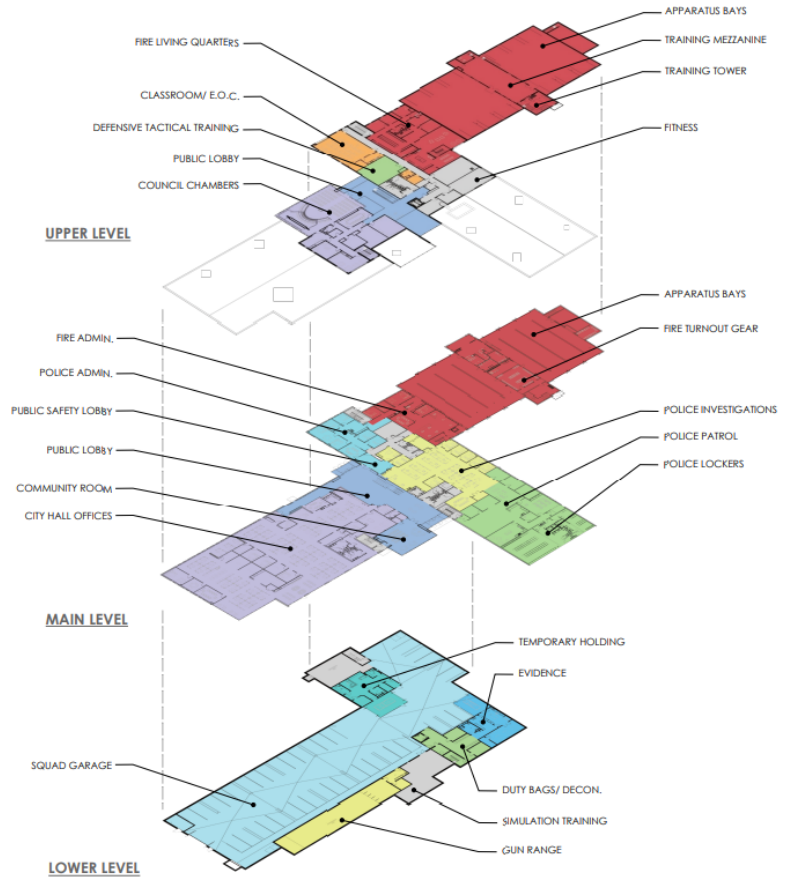 APPARATUS BAYS
TRAINING MEZZANINE
TRAINING TOWER
FITNESS
FIRE LIVING QUARTERS
CLASSROOM/ E.O.C.
DEFENSIVE TACTICAL TRAINING
PUBLIC LOBBY
COUNCIL CHAMBERS
UPPER LEVEL
APPARATUS BAYS
FIRE TURNOUT GEAR
POLICE INVESTIGATIONS
POLICE PATROL
POLICE LOCKERS
FIRE ADMIN.
POLICE ADMIN.
PUBLIC SAFETY LOBBY
PUBLIC LOBBY
COMMUNITY ROOM
CITY HALL OFFICES
MAIN LEVEL
TEMPORARY HOLDING
EVIDENCE
SQUAD GARAGE
DUTY BAGS/ DECON.
SIMULATION TRAINING
GUN RANGE
LOWER LEVEL